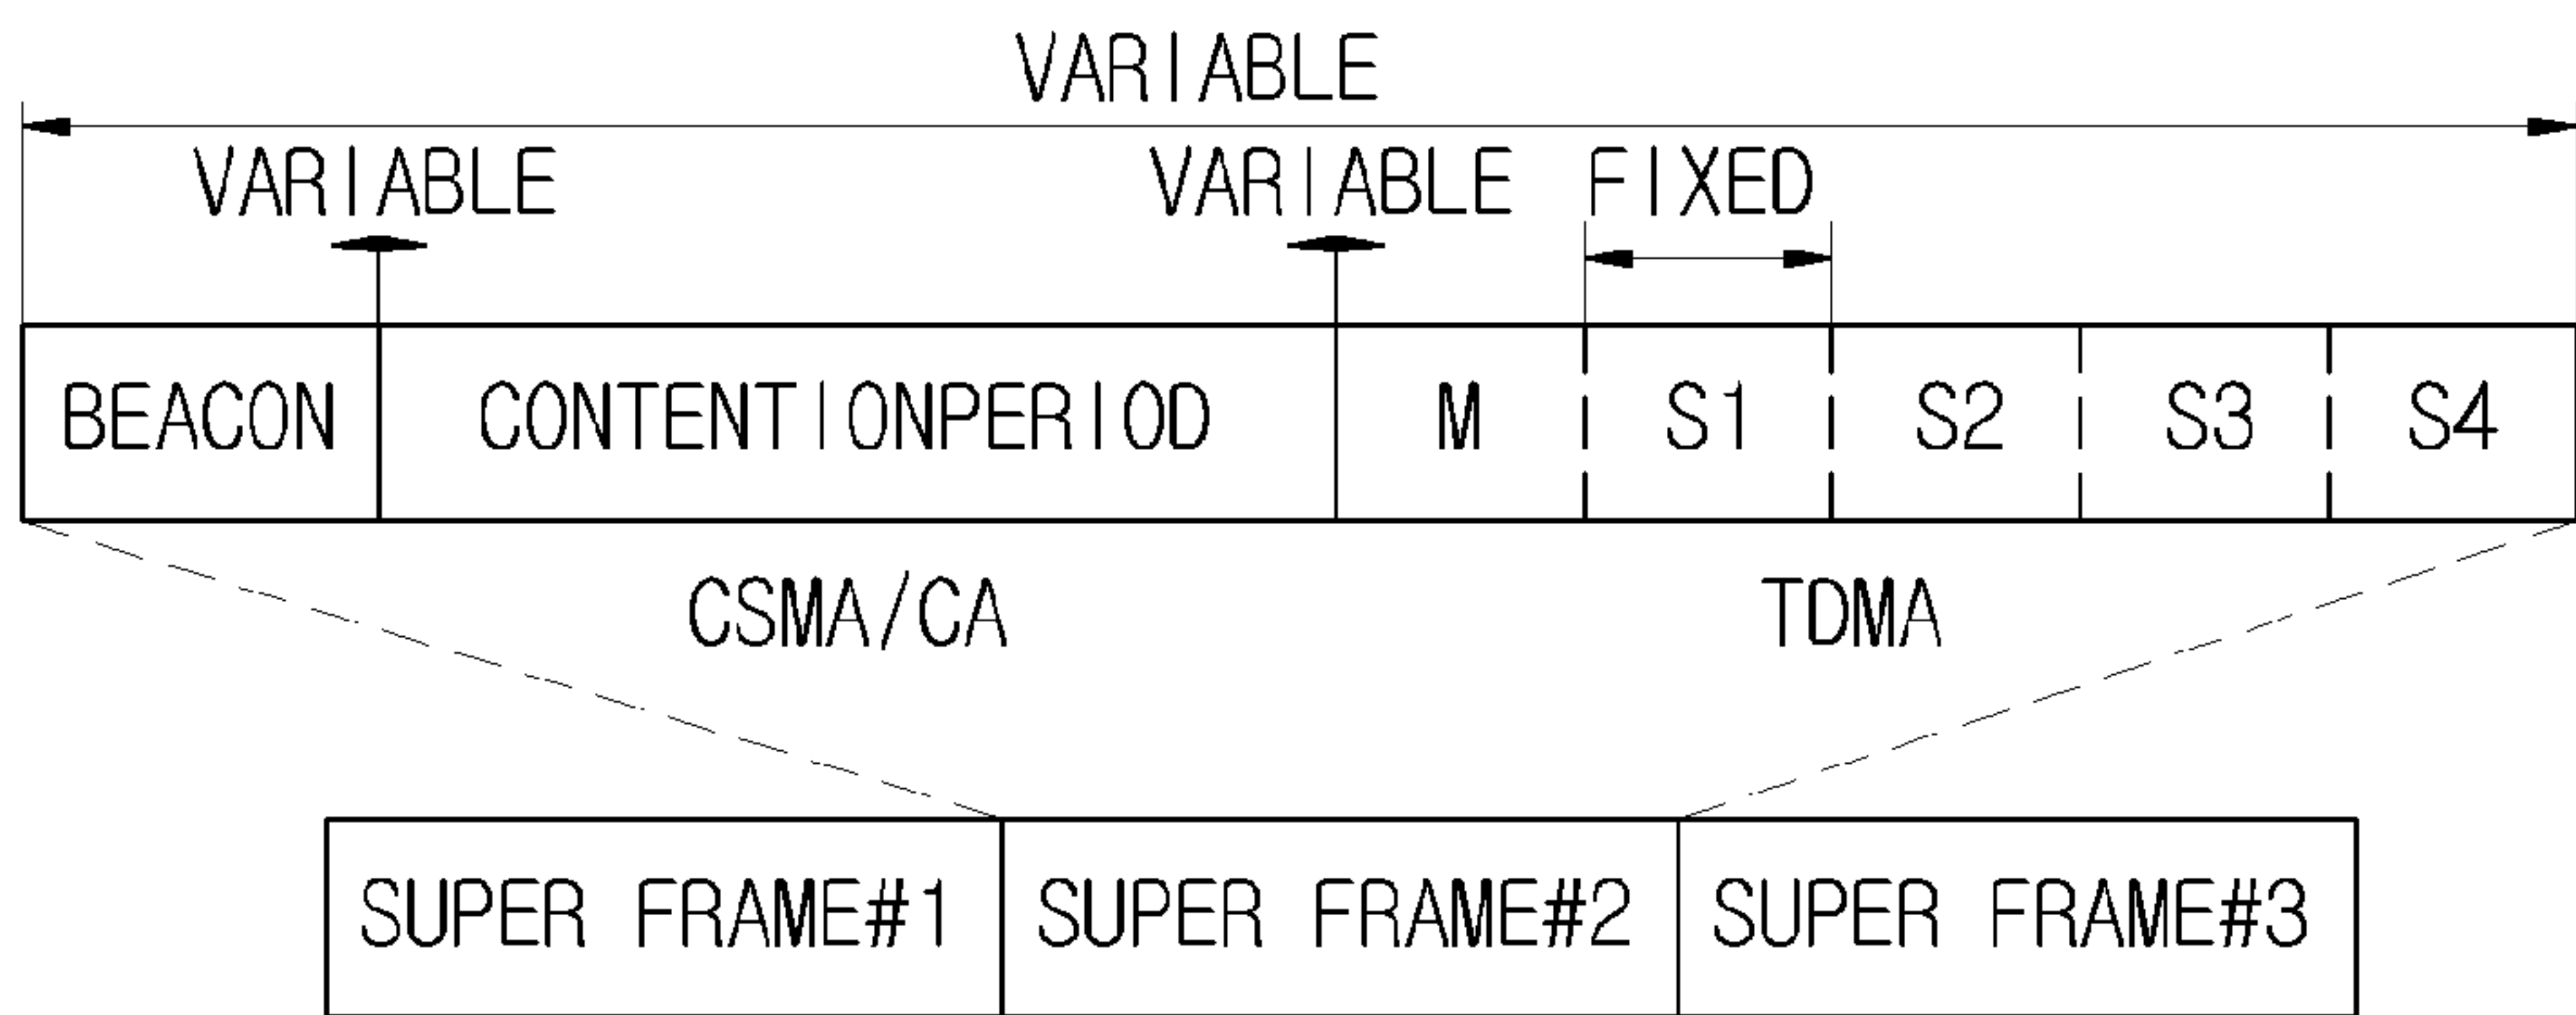 VARIABLE
VARIABLE VARIABLE FIXED
BEACON CONTENTIONPERIOD M S1 S2 S3 S4
CSMA/CA TDMA
SUPER FRAME#1 SUPER FRAME#2 SUPER FRAME#3